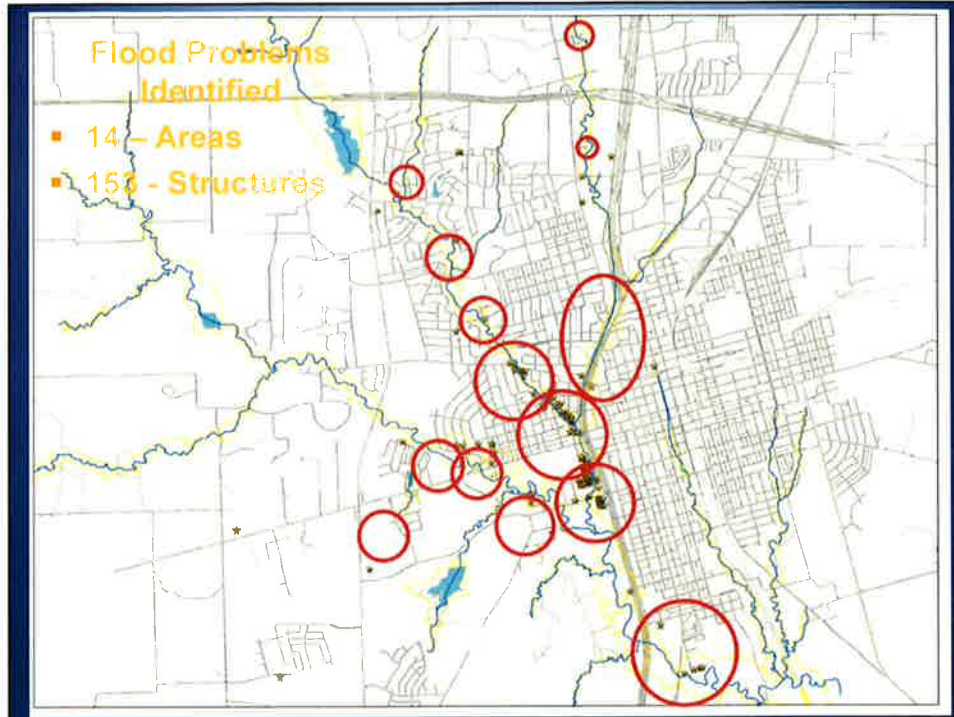 Flood Problems
Identified
14 – Areas
153 - Structures